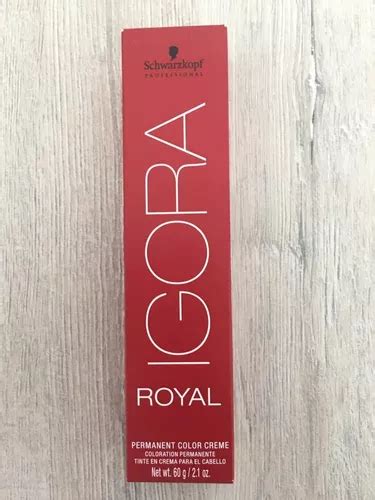 Schwarzkopf
PROFESSIONAL
IGORA
ROYAL
PERMANENT COLOR CREME
COLORATION PERMANENTE
TINTE EN CREMA PARA EL CABELLO
Net wt. 60 g / 2.1 oz.